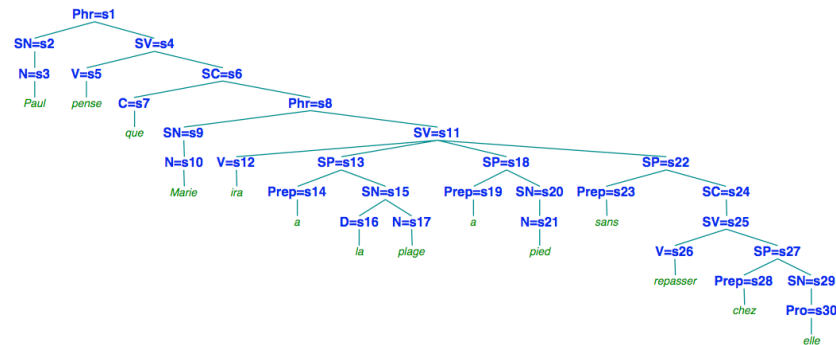 Phr=s1
SN=s2 SV=s4
N=s3 V=s5 SC=s6
Paul pense C=s7 Phr=s8
que SN=s9 SV=s11
N=s10 V=s12 SP=s13 SP=s18 SP=s22
Marie ira Prep=s14 SN=s15 Prep=s19 SN=s20 Prep=s23 SC=s24
a D=s16 N=s17 a N=s21 sans SV=s25
la plage pied V=s26 SP=s27
repasser Prep=s28 SN=s29
chez Pro=s30
elle